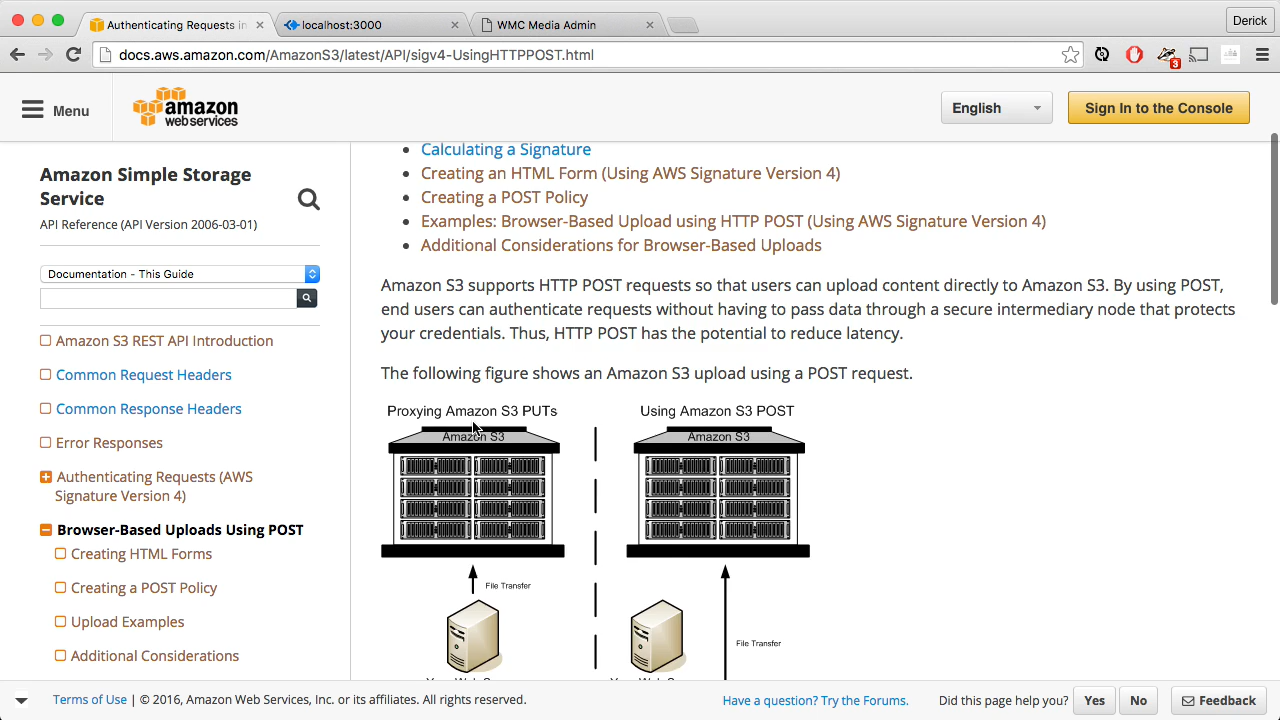 Authenticating Requests in
localhost:3000
WMC Media Admin
Derick
docs.aws.amazon.com/AmazonS3/latest/API/sigv4-UsingHTTPPOST.html
3
Menu
amazon
web services
English
Sign In to the Console
Amazon Simple Storage
Service
API Reference (API Version 2006-03-01)
Documentation - This Guide
Amazon S3 REST API Introduction
Common Request Headers
Common Response Headers
Error Responses
Authenticating Requests (AWS
Signature Version 4)
Browser-Based Uploads Using POST
Creating HTML Forms
Creating a POST Policy
Upload Examples
Additional Considerations
Calculating a Signature
Creating an HTML Form (Using AWS Signature Version 4)
Creating a POST Policy
Examples: Browser-Based Upload using HTTP POST (Using AWS Signature Version 4)
Additional Considerations for Browser-Based Uploads
Amazon S3 supports HTTP POST requests so that users can upload content directly to Amazon S3. By using POST,
end users can authenticate requests without having to pass data through a secure intermediary node that protects
your credentials. Thus, HTTP POST has the potential to reduce latency.
The following figure shows an Amazon S3 upload using a POST request.
Proxying Amazon S3 PUTs
Using Amazon S3 POST
Amazon S3
Amazon S3
File Transfer
File Transfer
Terms of Use | © 2016, Amazon Web Services, Inc. or its affiliates. All rights reserved.
Have a question? Try the Forums.
Did this page help you?
Yes
No
Feedback